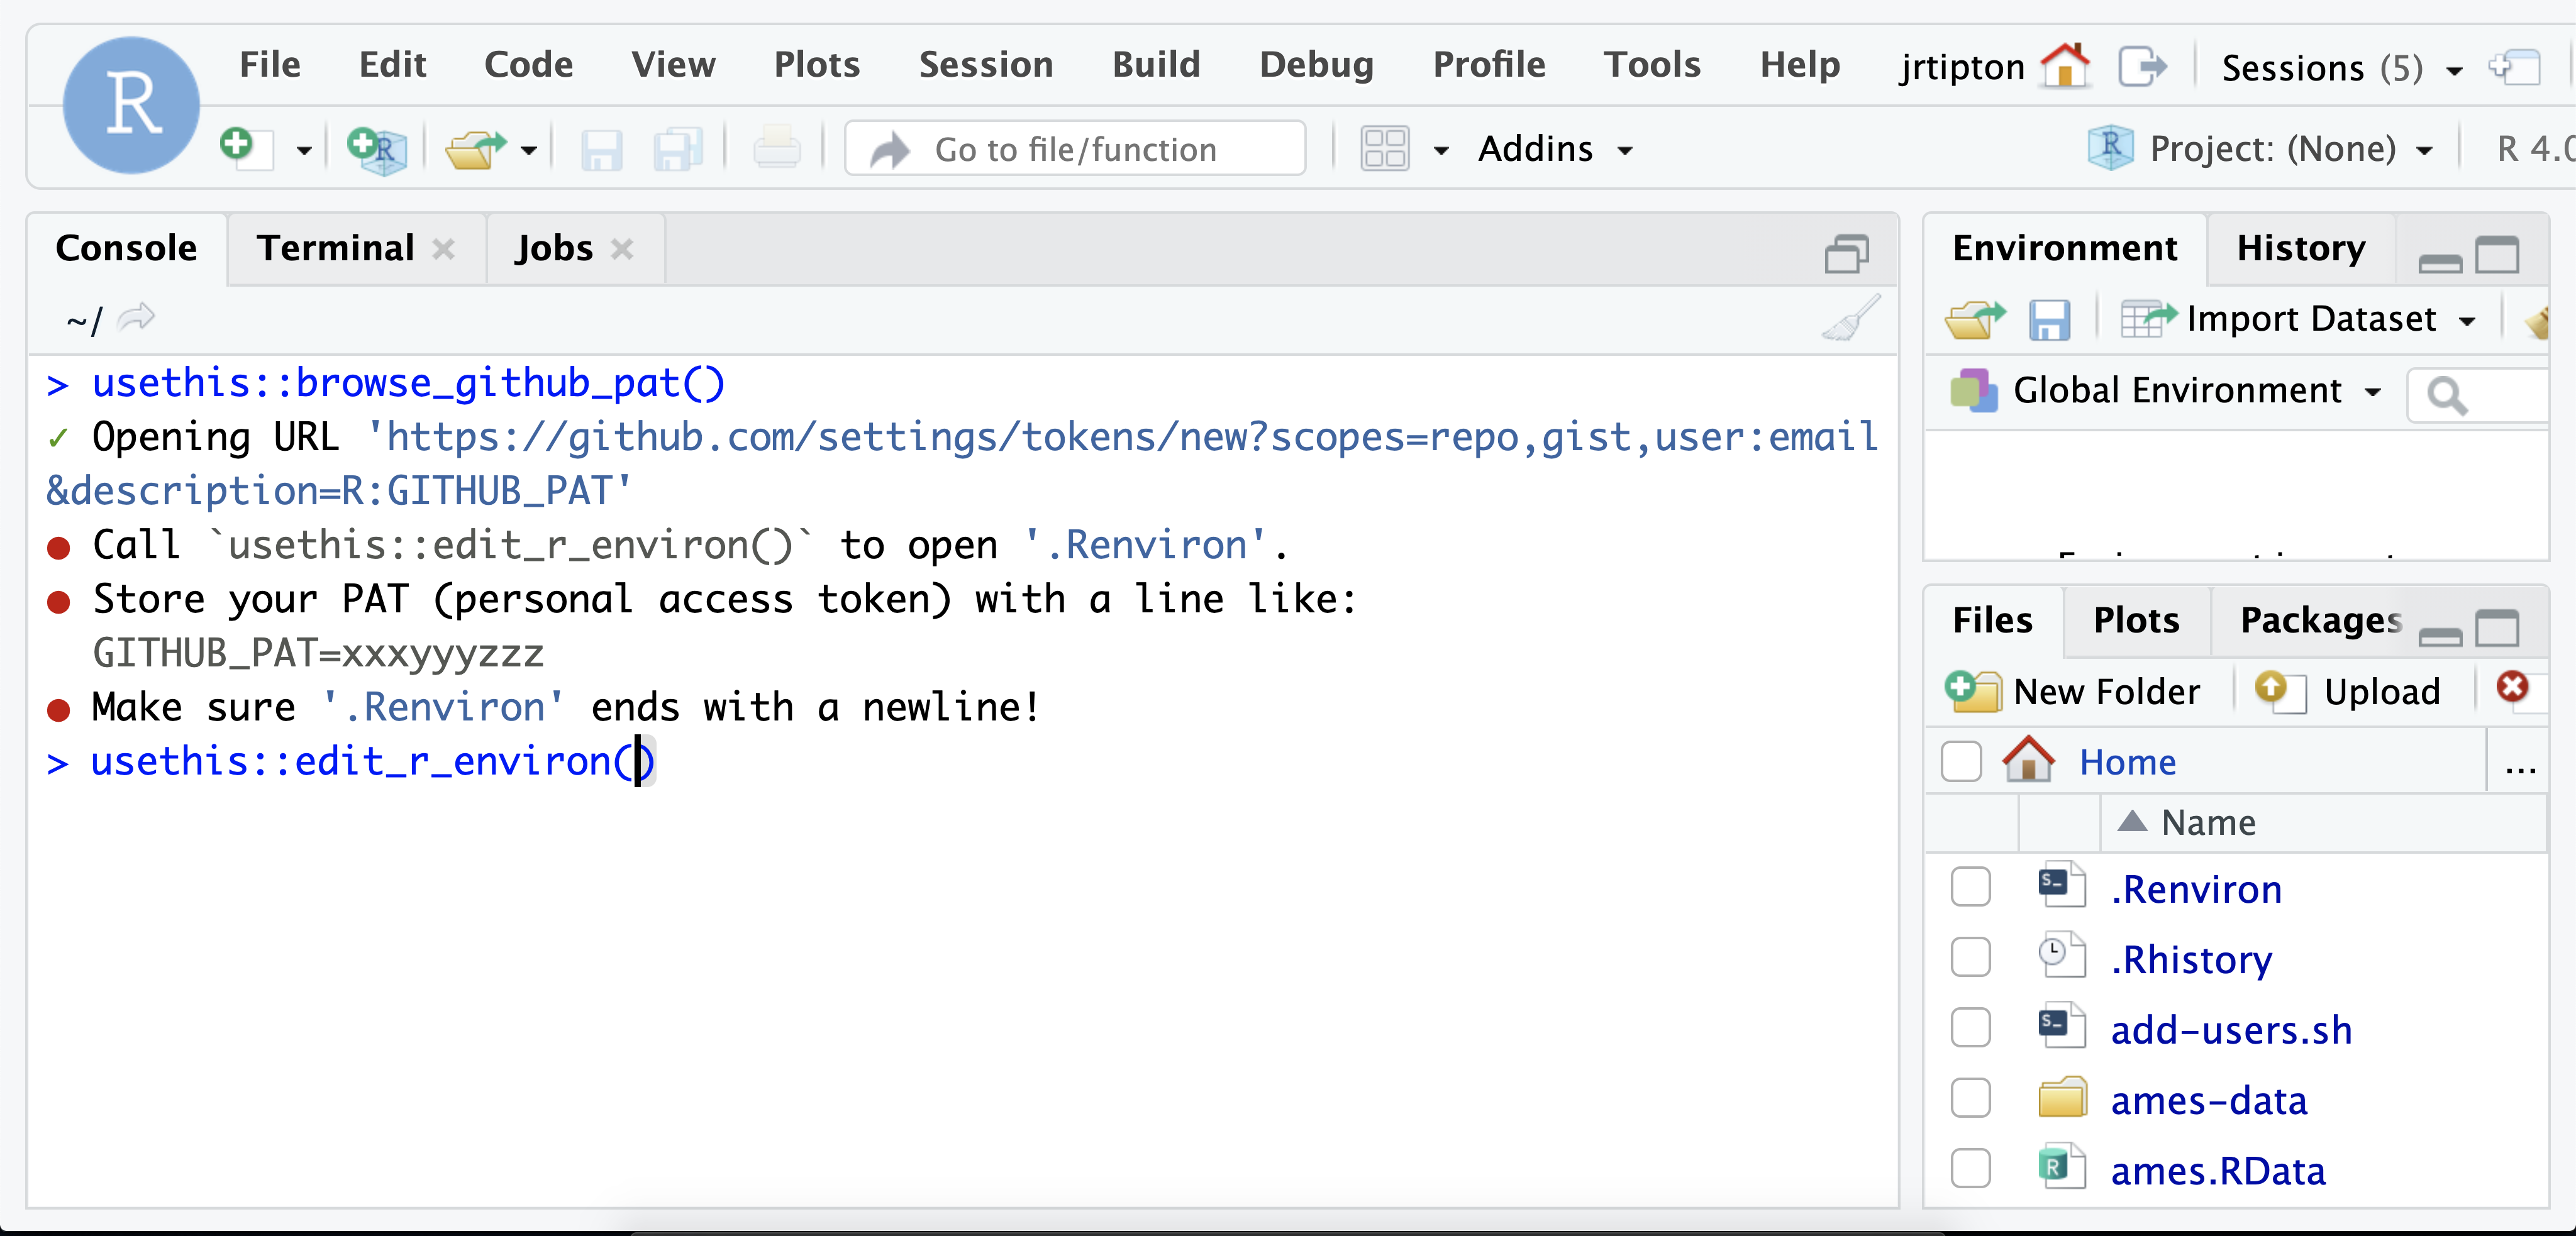 R
File Edit Code View Plots Session Build Debug Profile Tools Help jrtipton Sessions (5)
Go to file/function Addins Project: (None) R 4.0
Console Terminal Jobs
~/
> usethis::browse_github_pat()
✓ Opening URL 'https://github.com/settings/tokens/new?scopes=repo,gist,user:email
&description=R:GITHUB_PAT'
● Call `usethis::edit_r_environ()` to open '.Renviron'.
● Store your PAT (personal access token) with a line like:
GITHUB_PAT=xxxyyyzzz
● Make sure '.Renviron' ends with a newline!
> usethis::edit_r_environ()
Environment History
Import Dataset
Global Environment
Files Plots Packages
New Folder Upload
Home ...
Name
.Renviron
.Rhistory
add-users.sh
ames-data
ames.RData